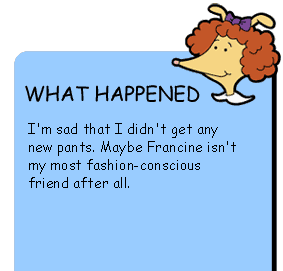 WHAT HAPPENED
I'm sad that I didn't get any
new pants. Maybe Francine isn't
my most fashion-conscious
friend after all.